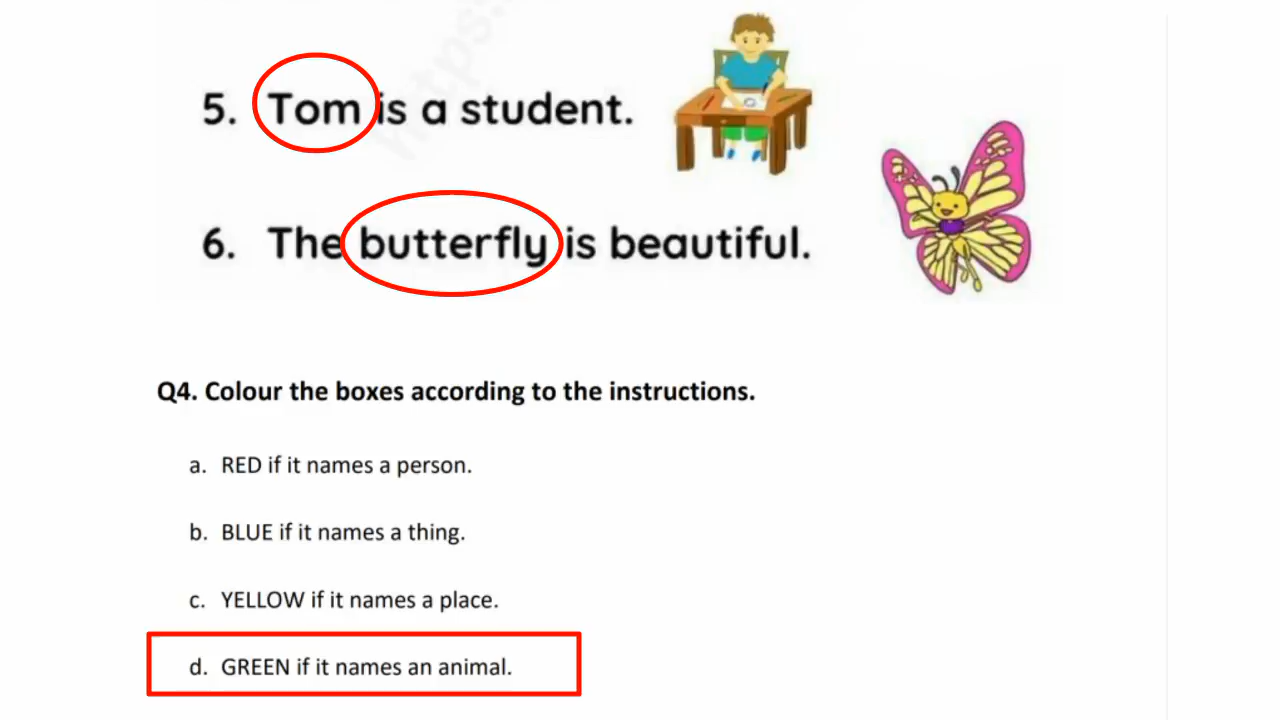 https:
5. Tom is a student.
6. The butterfly is beautiful.
Q4. Colour the boxes according to the instructions.
a. RED if it names a person.
b. BLUE if it names a thing.
c. YELLOW if it names a place.
d. GREEN if it names an animal.